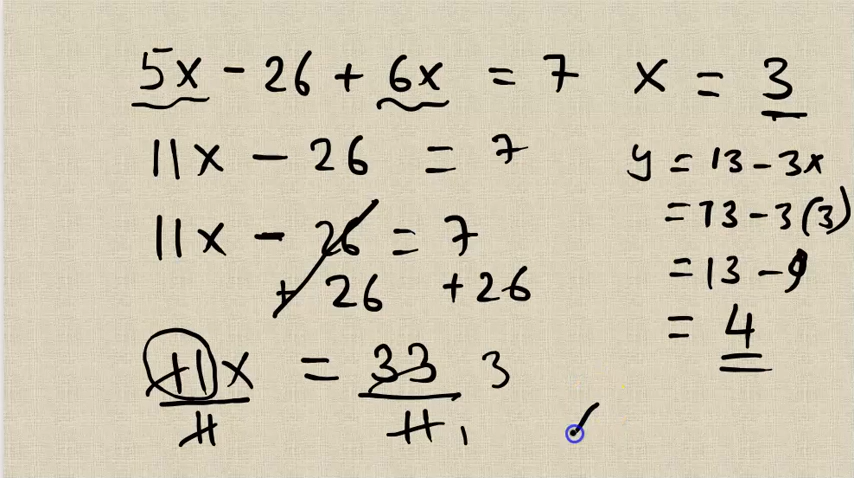 5x - 26 + 6x = 7
11x - 26 = 7
11x - 26 = 7
+ 26 +26
11x = 33 3
11 11 1
x = 3
y = 13 - 3x
= 13 - 3(3)
= 13 - 9
= 4